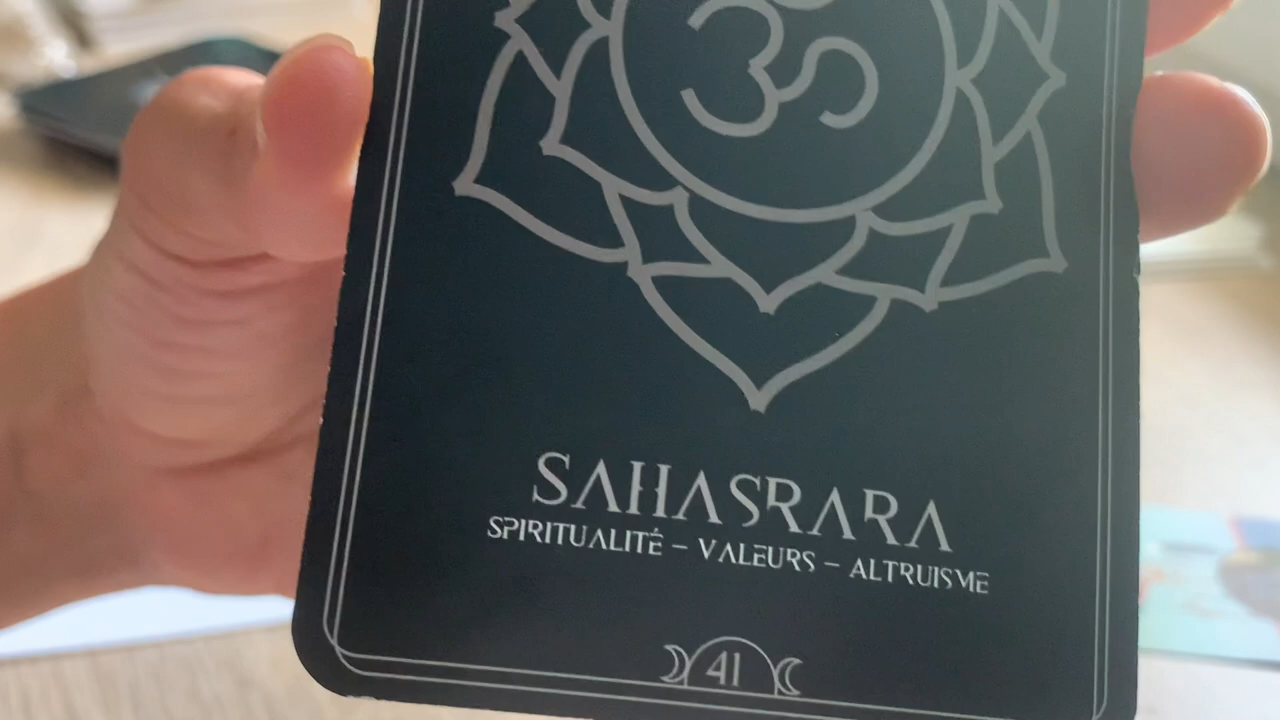 ॐ
SAHASRARA
SPIRITUALITÉ – VALEURS – ALTRUISME
41